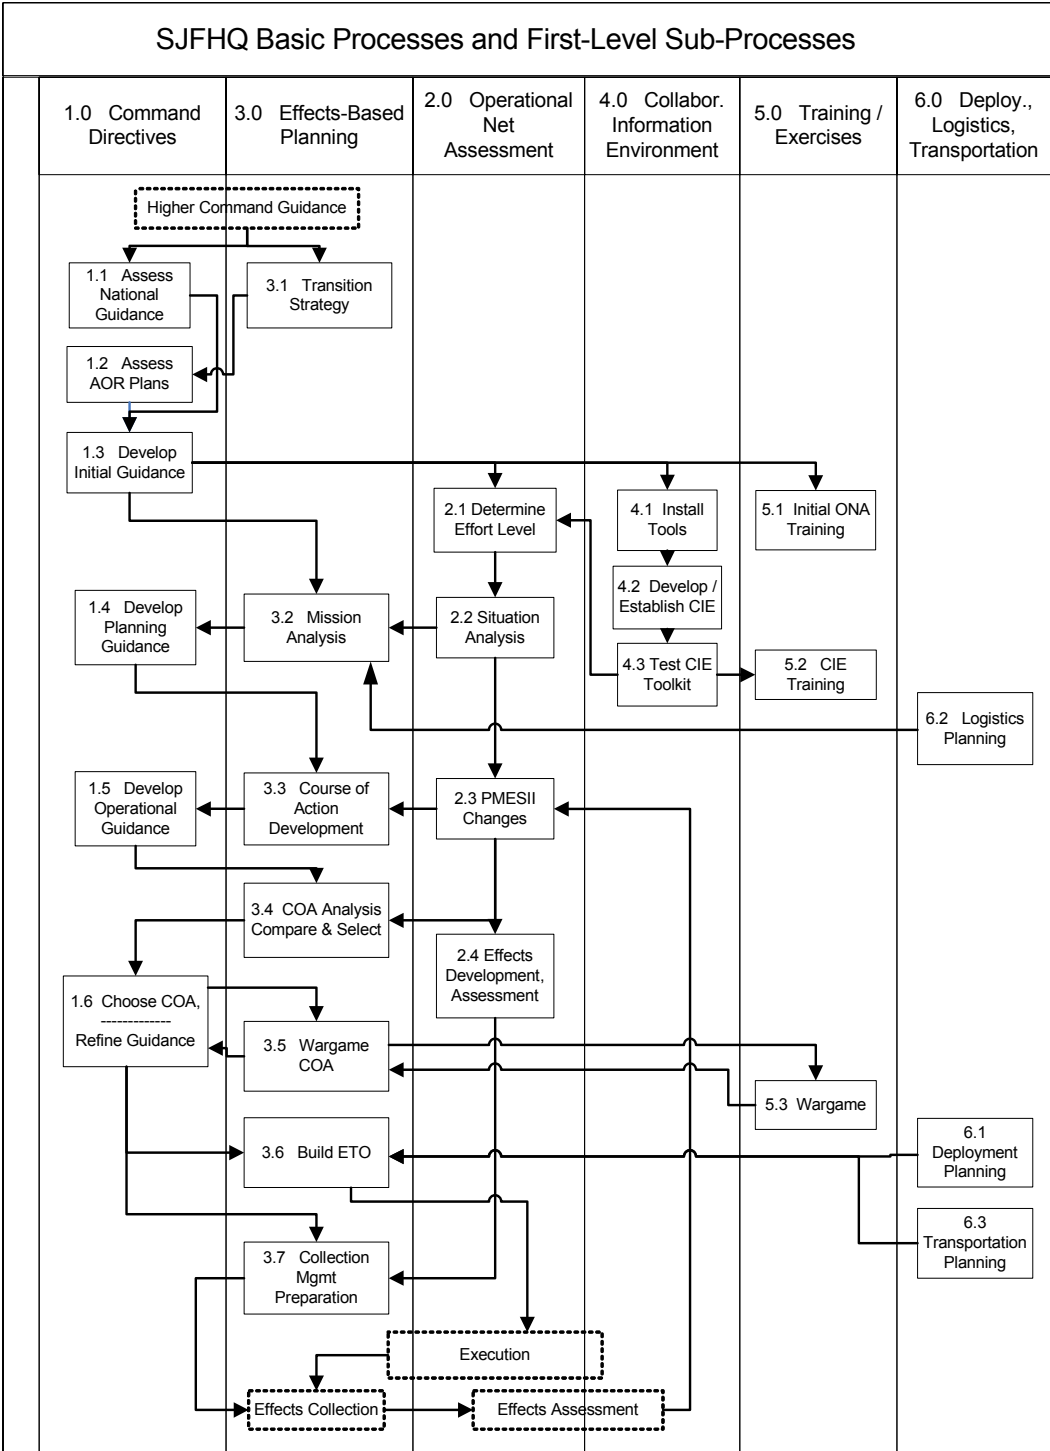 SJFHQ Basic Processes and First-Level Sub-Processes
1.0 Command
Directives
3.0 Effects-Based
Planning
2.0 Operational
Net
Assessment
4.0 Collabor.
Information
Environment
5.0 Training /
Exercises
6.0 Deploy.,
Logistics,
Transportation
Higher Command Guidance
1.1 Assess
National
Guidance
3.1 Transition
Strategy
1.2 Assess
AOR Plans
1.3 Develop
Initial Guidance
2.1 Determine
Effort Level
4.1 Install
Tools
5.1 Initial ONA
Training
4.2 Develop /
Establish CIE
1.4 Develop
Planning
Guidance
3.2 Mission
Analysis
2.2 Situation
Analysis
4.3 Test CIE
Toolkit
5.2 CIE
Training
6.2 Logistics
Planning
1.5 Develop
Operational
Guidance
3.3 Course of
Action
Development
2.3 PMESII
Changes
3.4 COA Analysis
Compare & Select
2.4 Effects
Development,
Assessment
1.6 Choose COA,
-------------
Refine Guidance
3.5 Wargame
COA
5.3 Wargame
3.6 Build ETO
6.1
Deployment
Planning
6.3
Transportation
Planning
3.7 Collection
Mgmt
Preparation
Execution
Effects Collection
Effects Assessment